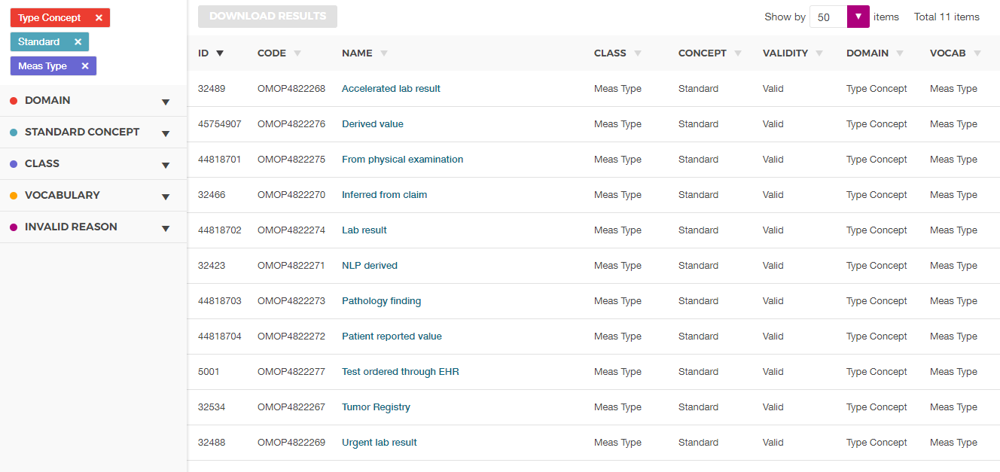 Type Concept ×
Standard ×
Meas Type ×
DOMAIN
STANDARD CONCEPT
CLASS
VOCABULARY
INVALID REASON
DOWNLOAD RESULTS
Show by 50 items Total 11 items
ID CODE NAME CLASS CONCEPT VALIDITY DOMAIN VOCAB
32489 OMOP4822268 Accelerated lab result Meas Type Standard Valid Type Concept Meas Type
45754907 OMOP4822276 Derived value Meas Type Standard Valid Type Concept Meas Type
44818701 OMOP4822275 From physical examination Meas Type Standard Valid Type Concept Meas Type
32466 OMOP4822270 Inferred from claim Meas Type Standard Valid Type Concept Meas Type
44818702 OMOP4822274 Lab result Meas Type Standard Valid Type Concept Meas Type
32423 OMOP4822271 NLP derived Meas Type Standard Valid Type Concept Meas Type
44818703 OMOP4822273 Pathology finding Meas Type Standard Valid Type Concept Meas Type
44818704 OMOP4822272 Patient reported value Meas Type Standard Valid Type Concept Meas Type
5001 OMOP4822277 Test ordered through EHR Meas Type Standard Valid Type Concept Meas Type
32534 OMOP4822267 Tumor Registry Meas Type Standard Valid Type Concept Meas Type
32488 OMOP4822269 Urgent lab result Meas Type Standard Valid Type Concept Meas Type